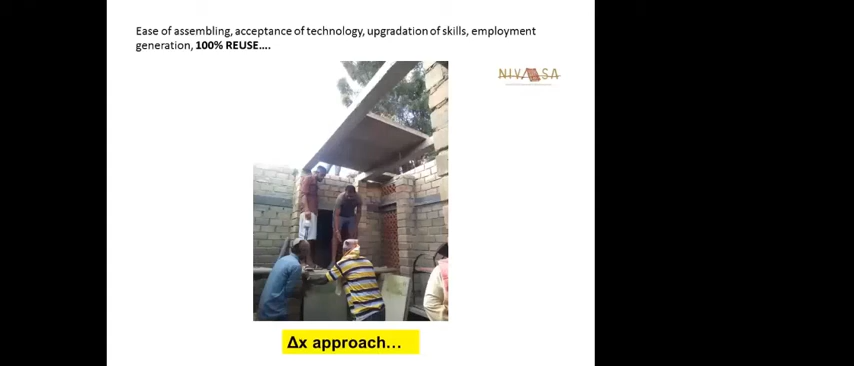 Ease of assembling, acceptance of technology, upgradation of skills, employment
generation, 100% REUSE....
NIVASA
Δx approach...